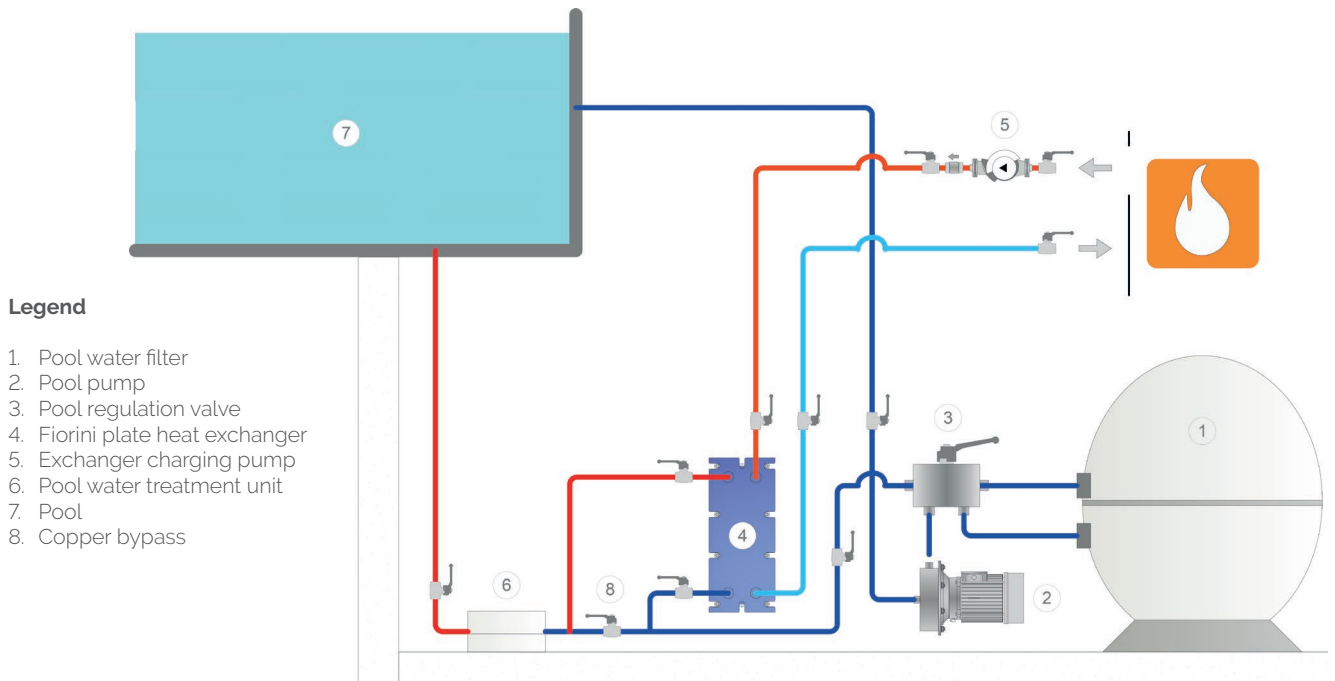 7
5
Legend
1. Pool water filter
2. Pool pump
3. Pool regulation valve
4. Fiorini plate heat exchanger
5. Exchanger charging pump
6. Pool water treatment unit
7. Pool
8. Copper bypass
3
1
4
6
8
2